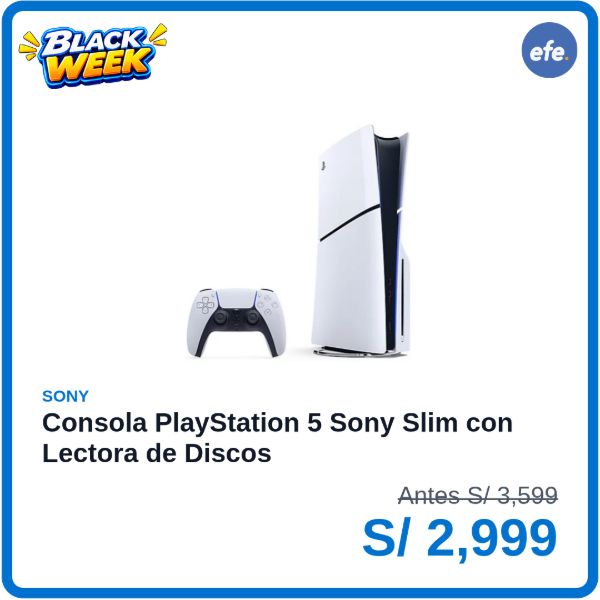 BLACK
WEEK
efe.
SONY
Consola PlayStation 5 Sony Slim con
Lectora de Discos
Antes S/ 3,599
S/ 2,999